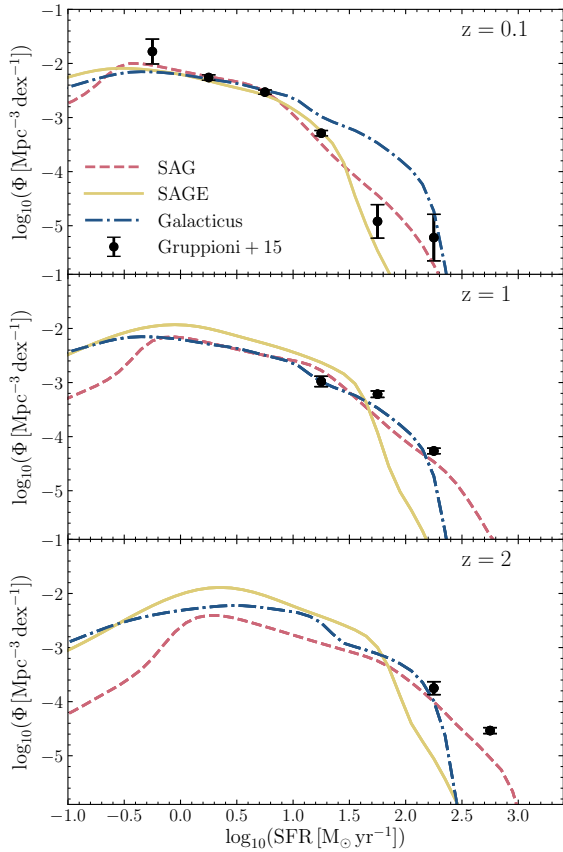 −1
z = 0.1
−2
−3
log₁₀(Φ [Mpc⁻³ dex⁻¹])
−4
SAG
SAGE
Galacticus
Gruppioni + 15
−5
−1
z = 1
−2
−3
log₁₀(Φ [Mpc⁻³ dex⁻¹])
−4
−5
−1
z = 2
−2
−3
log₁₀(Φ [Mpc⁻³ dex⁻¹])
−4
−5
−1.0 −0.5 0.0 0.5 1.0 1.5 2.0 2.5 3.0
log₁₀(SFR [M☉ yr⁻¹])